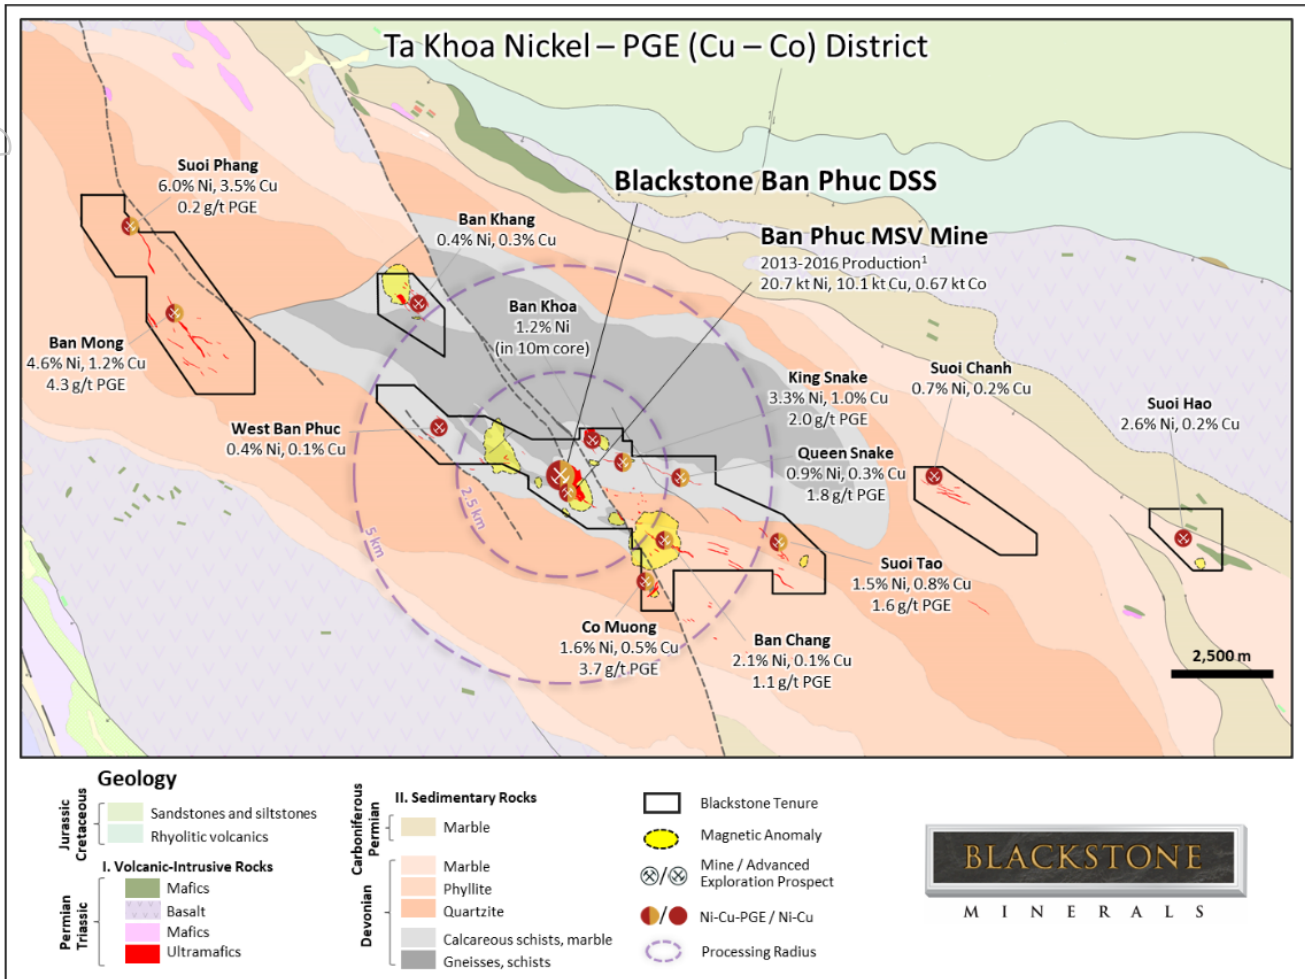 Ta Khoa Nickel – PGE (Cu – Co) District
Suoi Phang
6.0% Ni, 3.5% Cu
0.2 g/t PGE
Blackstone Ban Phuc DSS
Ban Khang
0.4% Ni, 0.3% Cu
Ban Phuc MSV Mine
2013-2016 Production¹
20.7 kt Ni, 10.1 kt Cu, 0.67 kt Co
Ban Khoa
1.2% Ni
(in 10m core)
Ban Mong
4.6% Ni, 1.2% Cu
4.3 g/t PGE
King Snake
3.3% Ni, 1.0% Cu
2.0 g/t PGE
Suoi Chanh
0.7% Ni, 0.2% Cu
Suoi Hao
2.6% Ni, 0.2% Cu
West Ban Phuc
0.4% Ni, 0.1% Cu
Queen Snake
0.9% Ni, 0.3% Cu
1.8 g/t PGE
2.5 km
5 km
Suoi Tao
1.5% Ni, 0.8% Cu
1.6 g/t PGE
Co Muong
1.6% Ni, 0.5% Cu
3.7 g/t PGE
Ban Chang
2.1% Ni, 0.1% Cu
1.1 g/t PGE
2,500 m
Geology
Jurassic
Cretaceous
Sandstones and siltstones
Rhyolitic volcanics
I. Volcanic-Intrusive Rocks
Permian
Triassic
Mafics
Basalt
Mafics
Ultramafics
II. Sedimentary Rocks
Carboniferous
Permian
Marble
Devonian
Marble
Phyllite
Quartzite
Calcareous schists, marble
Gneisses, schists
Blackstone Tenure
Magnetic Anomaly
/
Mine / Advanced
Exploration Prospect
/
Ni-Cu-PGE / Ni-Cu
Processing Radius
BLACKSTONE
MINERALS